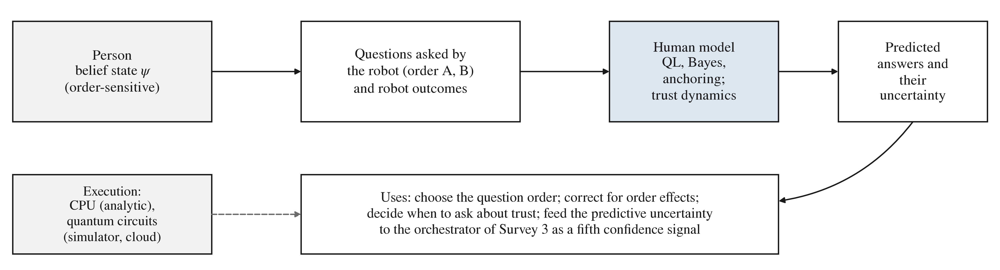 Person
belief state ψ
(order-sensitive)
Questions asked by
the robot (order A, B)
and robot outcomes
Human model
QL, Bayes,
anchoring;
trust dynamics
Predicted
answers and
their
uncertainty
Execution:
CPU (analytic),
quantum circuits
(simulator, cloud)
Uses: choose the question order; correct for order effects;
decide when to ask about trust; feed the predictive uncertainty
to the orchestrator of Survey 3 as a fifth confidence signal